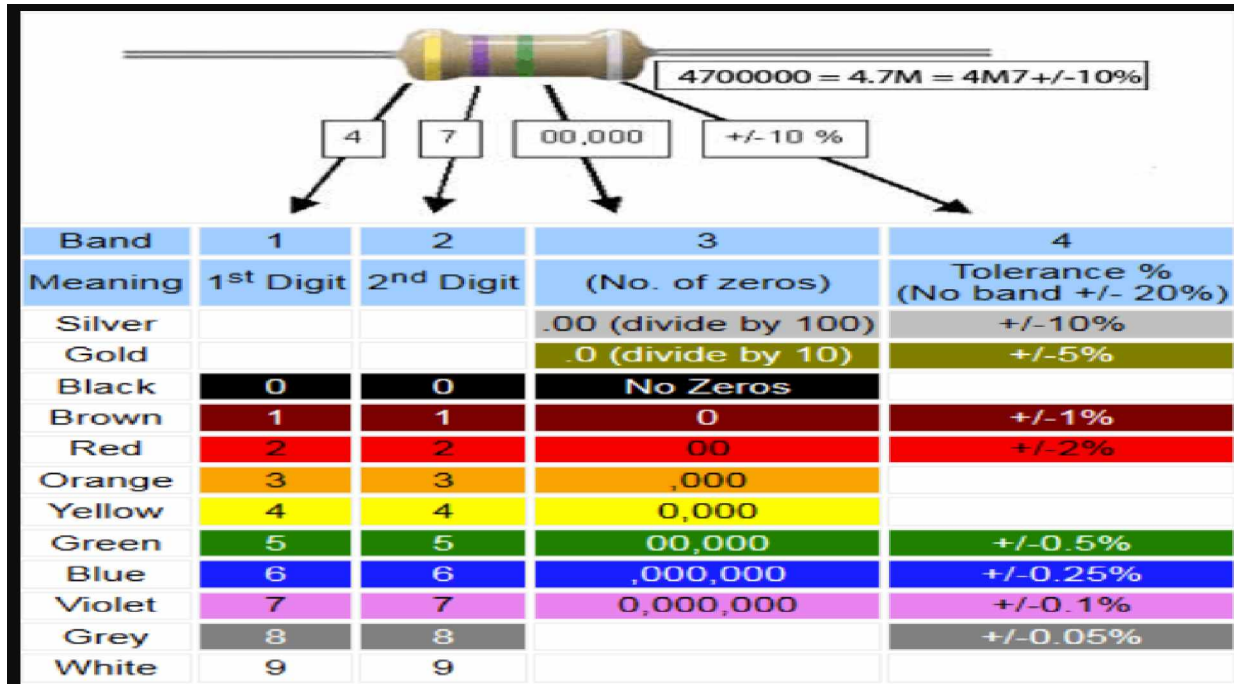 4700000 = 4.7M = 4M7+/-10%
4 7 00,000 +/-10 %
Band 1 2 3 4
Meaning 1st Digit 2nd Digit (No. of zeros) Tolerance %
(No band +/- 20%)
Silver .00 (divide by 100) +/-10%
Gold .0 (divide by 10) +/-5%
Black 0 0 No Zeros
Brown 1 1 0 +/-1%
Red 2 2 00 +/-2%
Orange 3 3 ,000
Yellow 4 4 0,000
Green 5 5 00,000 +/-0.5%
Blue 6 6 ,000,000 +/-0.25%
Violet 7 7 0,000,000 +/-0.1%
Grey 8 8 +/-0.05%
White 9 9